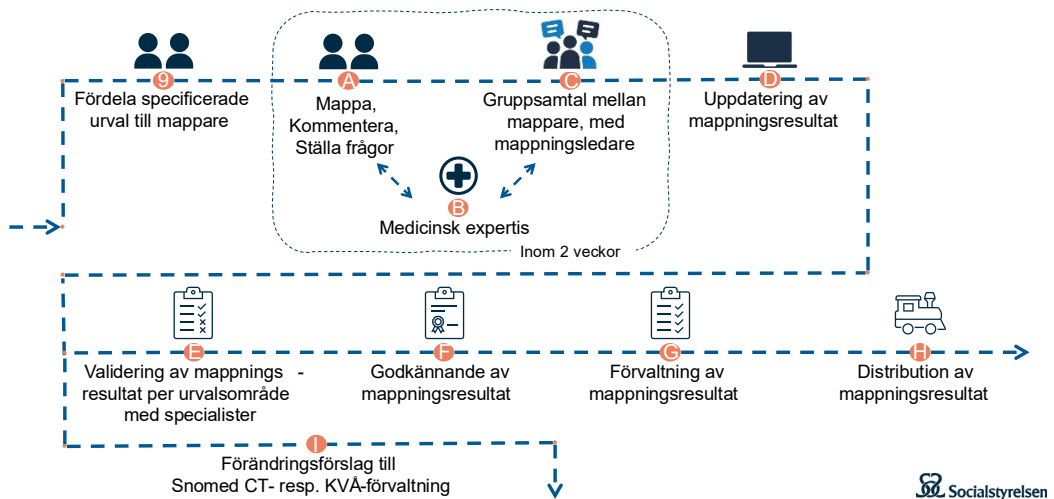 9
Fördela specificerade
urval till mappare
A
Mappa,
Kommentera,
Ställa frågor
B
Medicinsk expertis
C
Gruppsamtal mellan
mappare, med
mappningsledare
Inom 2 veckor
D
Uppdatering av
mappningsresultat
E
Validering av mappnings -
resultat per urvalsområde
med specialister
F
Godkännande av
mappningsresultat
G
Förvaltning av
mappningsresultat
H
Distribution av
mappningsresultat
I
Förändringsförslag till
Snomed CT- resp. KVÅ-förvaltning
Socialstyrelsen